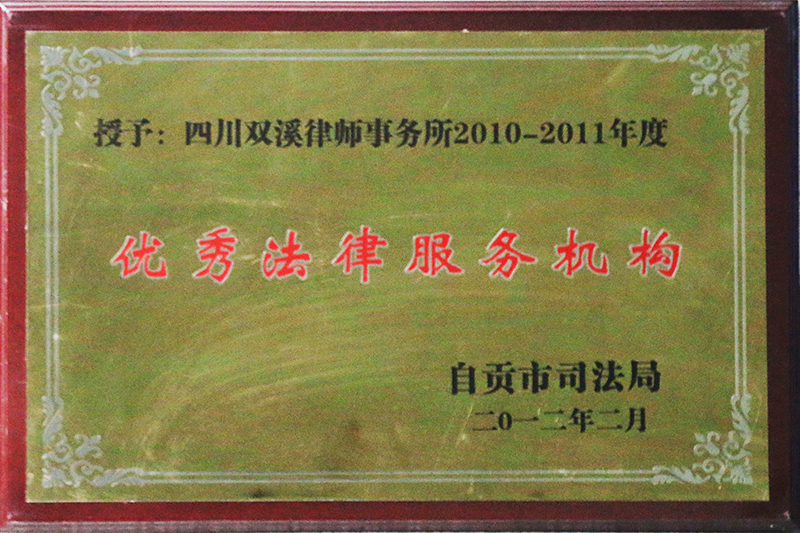 授予：四川双溪律师事务所2010-2011年度
优秀法律服务机构
自贡市司法局
二0一二年二月